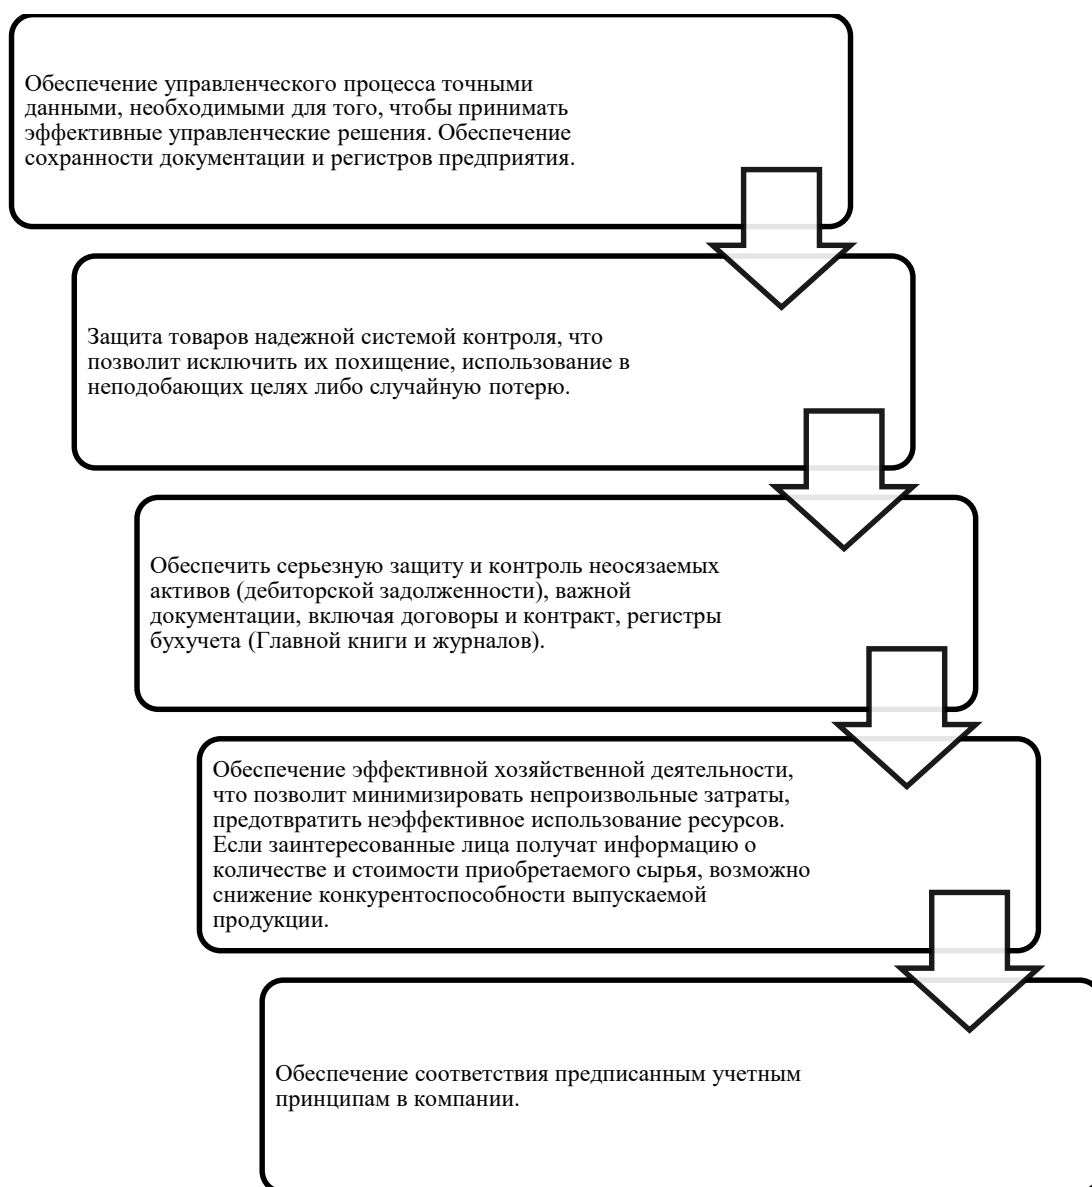 Обеспечение управленческого процесса точными
данными, необходимыми для того, чтобы принимать
эффективные управленческие решения. Обеспечение
сохранности документации и регистров предприятия.
Защита товаров надежной системой контроля, что
позволит исключить их похищение, использование в
неподобающих целях либо случайную потерю.
Обеспечить серьезную защиту и контроль неосязаемых
активов (дебиторской задолженности), важной
документации, включая договоры и контракт, регистры
бухучета (Главной книги и журналов).
Обеспечение эффективной хозяйственной деятельности,
что позволит минимизировать непроизвольные затраты,
предотвратить неэффективное использование ресурсов.
Если заинтересованные лица получат информацию о
количестве и стоимости приобретаемого сырья, возможно
снижение конкурентоспособности выпускаемой
продукции.
Обеспечение соответствия предписанным учетным
принципам в компании.